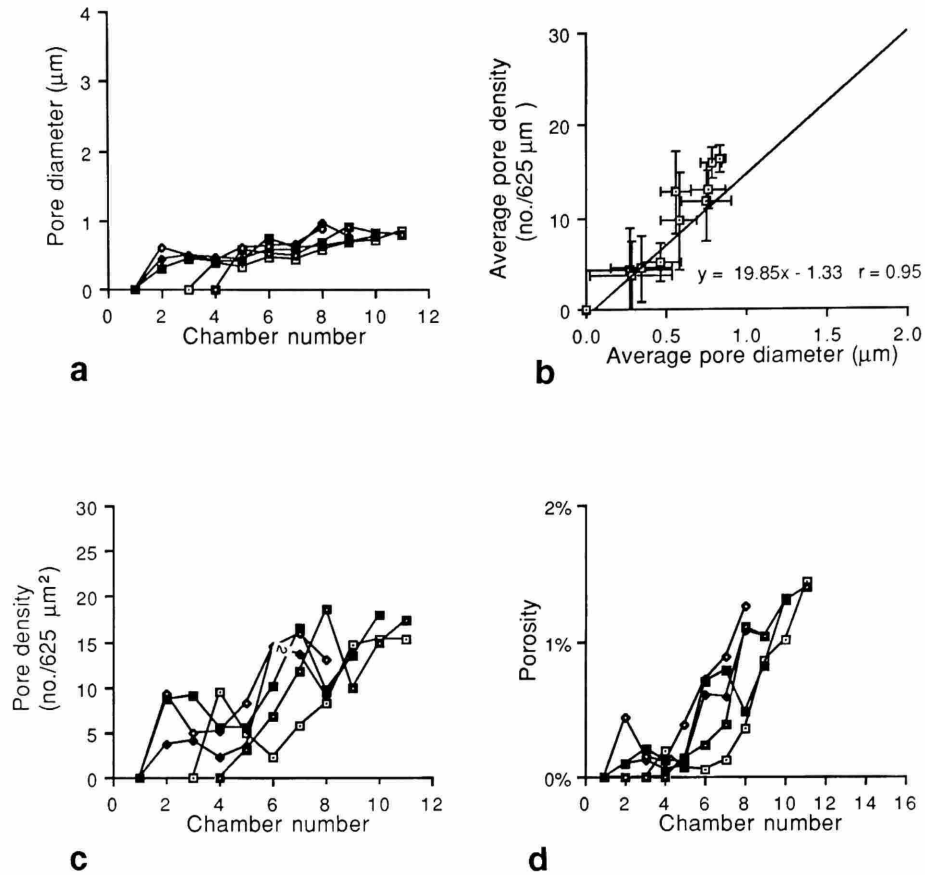 4
3
2
1
0
Pore diameter (µm)
0 2 4 6 8 10 12
Chamber number
a
30
20
10
0
Average pore density
(no./625 µm )
y = 19.85x - 1.33 r = 0.95
0.0 0.5 1.0 1.5 2.0
Average pore diameter (µm)
b
30
25
20
15
10
5
0
Pore density
(no./625 µm²)
~
0 2 4 6 8 10 12
Chamber number
c
2%
1%
0%
Porosity
0 2 4 6 8 10 12 14 16
Chamber number
d